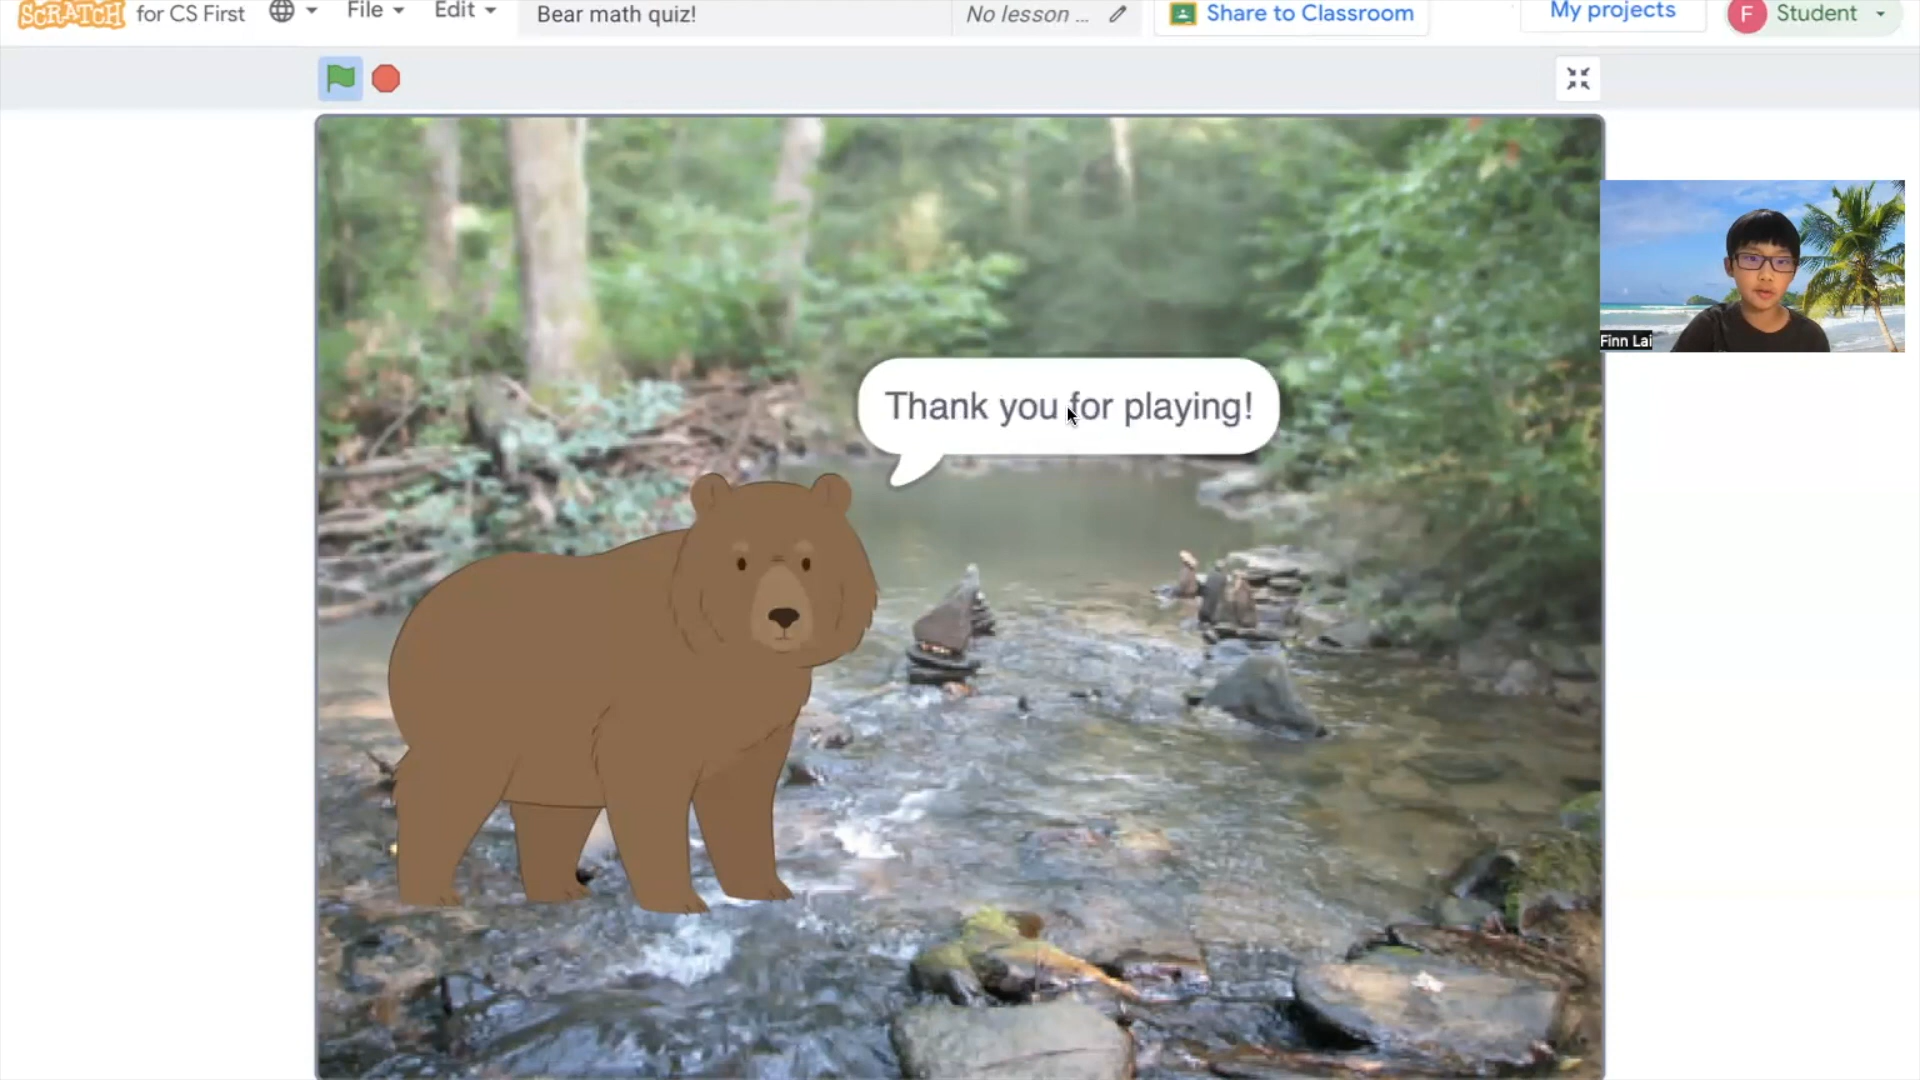 SCRATCH for CS First
File
Edit
Bear math quiz!
No lesson ...
Share to Classroom
My projects
F
Student
Thank you for playing!
Finn Lai